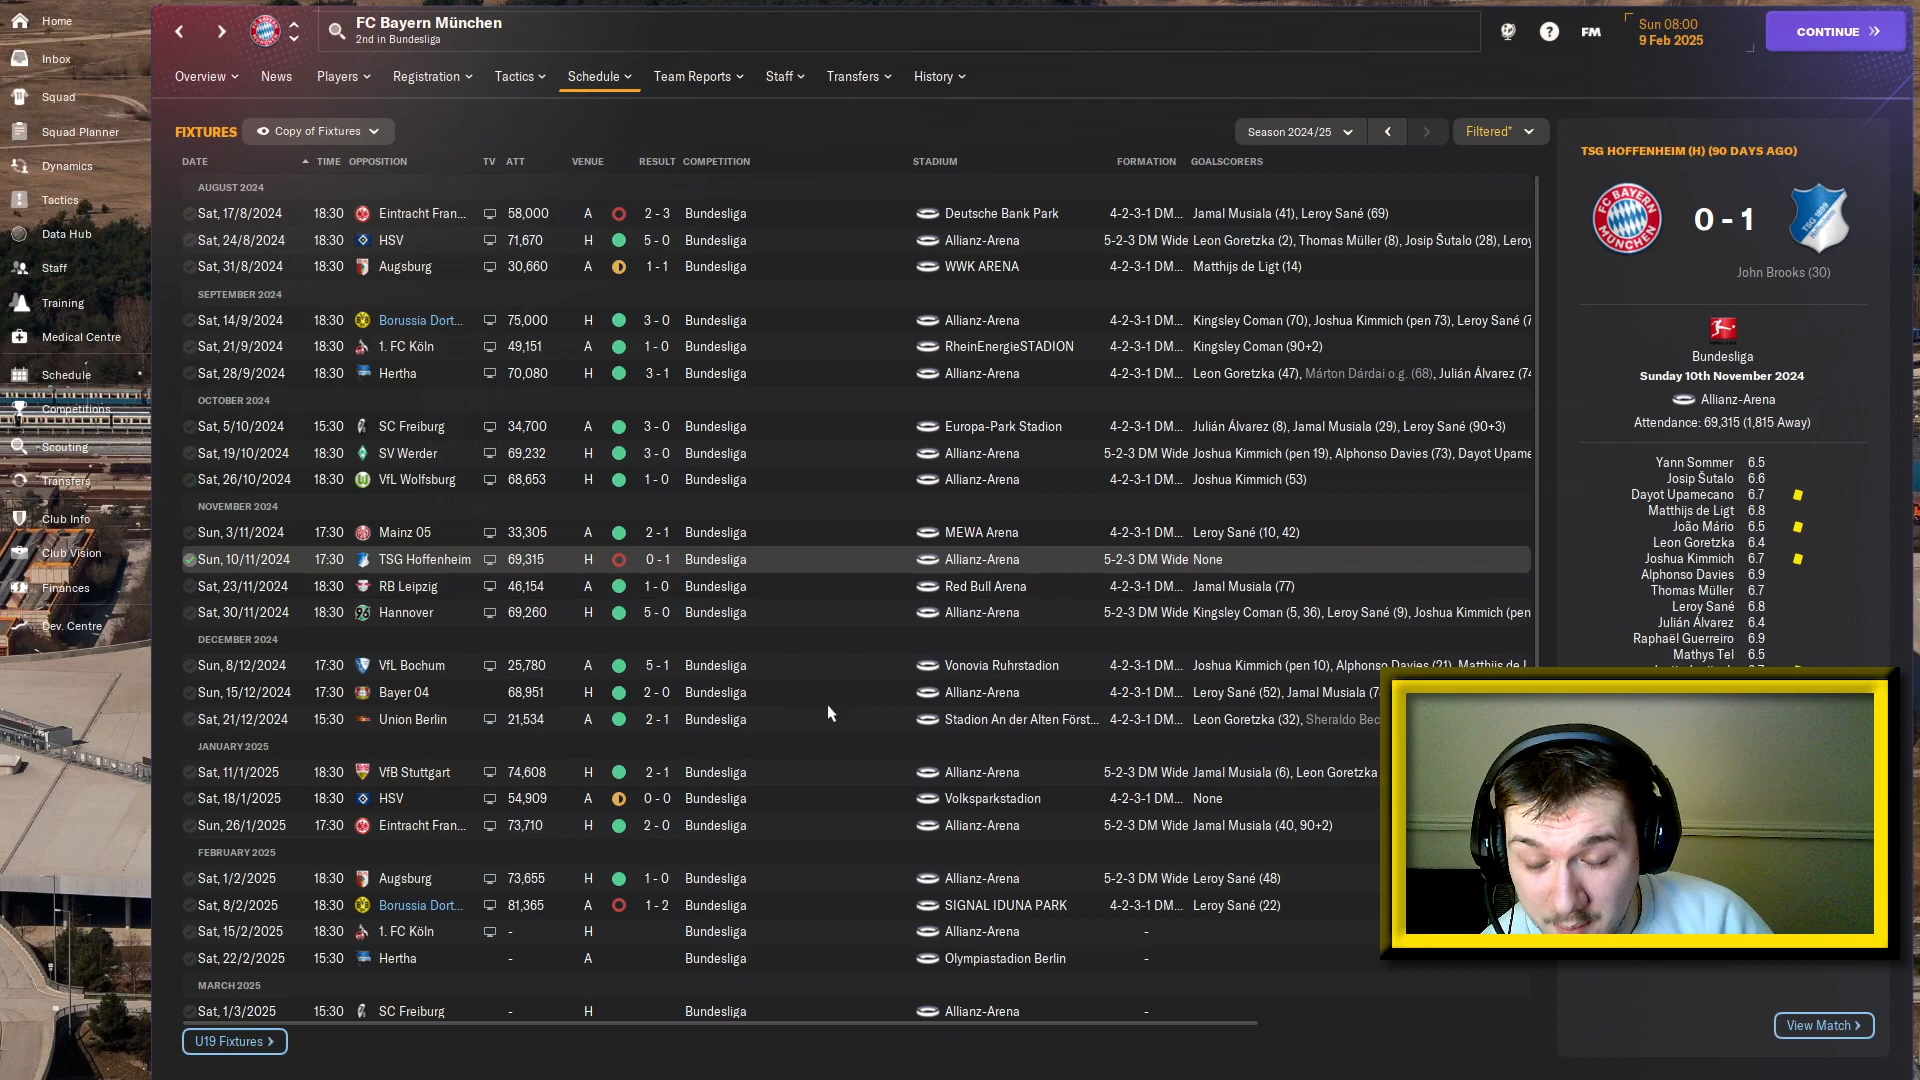 Home
Inbox
Squad
Squad Planner
Dynamics
Tactics
Data Hub
Staff
Training
Medical Centre
Schedule
Competitions
Scouting
Transfers
Club Info
Club Vision
Finances
Dev. Centre
FC Bayern München
2nd in Bundesliga
FM
Sun 08:00
9 Feb 2025
CONTINUE
Overview News Players Registration Tactics Schedule Team Reports Staff Transfers History
FIXTURES Copy of Fixtures Season 2024/25 Filtered*
DATE TIME OPPOSITION TV ATT VENUE RESULT COMPETITION STADIUM FORMATION GOALSCORERS
AUGUST 2024
Sat, 17/8/2024 18:30 Eintracht Fran... 58,000 A 2 - 3 Bundesliga Deutsche Bank Park 4-2-3-1 DM... Jamal Musiala (41), Leroy Sané (69)
Sat, 24/8/2024 18:30 HSV 71,670 H 5 - 0 Bundesliga Allianz-Arena 5-2-3 DM Wide Leon Goretzka (2), Thomas Müller (8), Josip Šutalo (28), Leroy
Sat, 31/8/2024 18:30 Augsburg 30,660 A 1 - 1 Bundesliga WWK ARENA 4-2-3-1 DM... Matthijs de Ligt (14)
SEPTEMBER 2024
Sat, 14/9/2024 18:30 Borussia Dort... 75,000 H 3 - 0 Bundesliga Allianz-Arena 4-2-3-1 DM... Kingsley Coman (70), Joshua Kimmich (pen 73), Leroy Sané (7
Sat, 21/9/2024 18:30 1. FC Köln 49,151 A 1 - 0 Bundesliga RheinEnergieSTADION 4-2-3-1 DM... Kingsley Coman (90+2)
Sat, 28/9/2024 18:30 Hertha 70,080 H 3 - 1 Bundesliga Allianz-Arena 4-2-3-1 DM... Leon Goretzka (47), Márton Dárdai o.g. (68), Julián Álvarez (74
OCTOBER 2024
Sat, 5/10/2024 15:30 SC Freiburg 34,700 A 3 - 0 Bundesliga Europa-Park Stadion 4-2-3-1 DM... Julián Álvarez (8), Jamal Musiala (29), Leroy Sané (90+3)
Sat, 19/10/2024 18:30 SV Werder 69,232 H 3 - 0 Bundesliga Allianz-Arena 5-2-3 DM Wide Joshua Kimmich (pen 19), Alphonso Davies (73), Dayot Upame
Sat, 26/10/2024 18:30 VfL Wolfsburg 68,653 H 1 - 0 Bundesliga Allianz-Arena 4-2-3-1 DM... Joshua Kimmich (53)
NOVEMBER 2024
Sun, 3/11/2024 17:30 Mainz 05 33,305 A 2 - 1 Bundesliga MEWA Arena 4-2-3-1 DM... Leroy Sané (10, 42)
Sun, 10/11/2024 17:30 TSG Hoffenheim 69,315 H 0 - 1 Bundesliga Allianz-Arena 5-2-3 DM Wide None
Sat, 23/11/2024 18:30 RB Leipzig 46,154 A 1 - 0 Bundesliga Red Bull Arena 4-2-3-1 DM... Jamal Musiala (77)
Sat, 30/11/2024 18:30 Hannover 69,260 H 5 - 0 Bundesliga Allianz-Arena 5-2-3 DM Wide Kingsley Coman (5, 36), Leroy Sané (9), Joshua Kimmich (pen
DECEMBER 2024
Sun, 8/12/2024 17:30 VfL Bochum 25,780 A 5 - 1 Bundesliga Vonovia Ruhrstadion 4-2-3-1 DM... Joshua Kimmich (pen 10), Alphonso Davies (21), Matthijs de L
Sun, 15/12/2024 17:30 Bayer 04 68,951 H 2 - 0 Bundesliga Allianz-Arena 4-2-3-1 DM... Leroy Sané (52), Jamal Musiala (7
Sat, 21/12/2024 15:30 Union Berlin 21,534 A 2 - 1 Bundesliga Stadion An der Alten Först... 4-2-3-1 DM... Leon Goretzka (32), Sheraldo Bec
JANUARY 2025
Sat, 11/1/2025 18:30 VfB Stuttgart 74,608 H 2 - 1 Bundesliga Allianz-Arena 5-2-3 DM Wide Jamal Musiala (6), Leon Goretzka
Sat, 18/1/2025 18:30 HSV 54,909 A 0 - 0 Bundesliga Volksparkstadion 4-2-3-1 DM... None
Sun, 26/1/2025 17:30 Eintracht Fran... 73,710 H 2 - 0 Bundesliga Allianz-Arena 5-2-3 DM Wide Jamal Musiala (40, 90+2)
FEBRUARY 2025
Sat, 1/2/2025 18:30 Augsburg 73,655 H 1 - 0 Bundesliga Allianz-Arena 5-2-3 DM Wide Leroy Sané (48)
Sat, 8/2/2025 18:30 Borussia Dort... 81,365 A 1 - 2 Bundesliga SIGNAL IDUNA PARK 4-2-3-1 DM... Leroy Sané (22)
Sat, 15/2/2025 18:30 1. FC Köln - H Bundesliga Allianz-Arena -
Sat, 22/2/2025 15:30 Hertha - A Bundesliga Olympiastadion Berlin -
MARCH 2025
Sat, 1/3/2025 15:30 SC Freiburg - H Bundesliga Allianz-Arena -
U19 Fixtures
TSG HOFFENHEIM (H) (90 DAYS AGO)
0 - 1
John Brooks (30)
Bundesliga
Sunday 10th November 2024
Allianz-Arena
Attendance: 69,315 (1,815 Away)
Yann Sommer 6.5
Josip Šutalo 6.6
Dayot Upamecano 6.7
Matthijs de Ligt 6.8
João Mário 6.5
Leon Goretzka 6.4
Joshua Kimmich 6.7
Alphonso Davies 6.9
Thomas Müller 6.7
Leroy Sané 6.8
Julián Álvarez 6.4
Raphaël Guerreiro 6.9
Mathys Tel 6.5
View Match